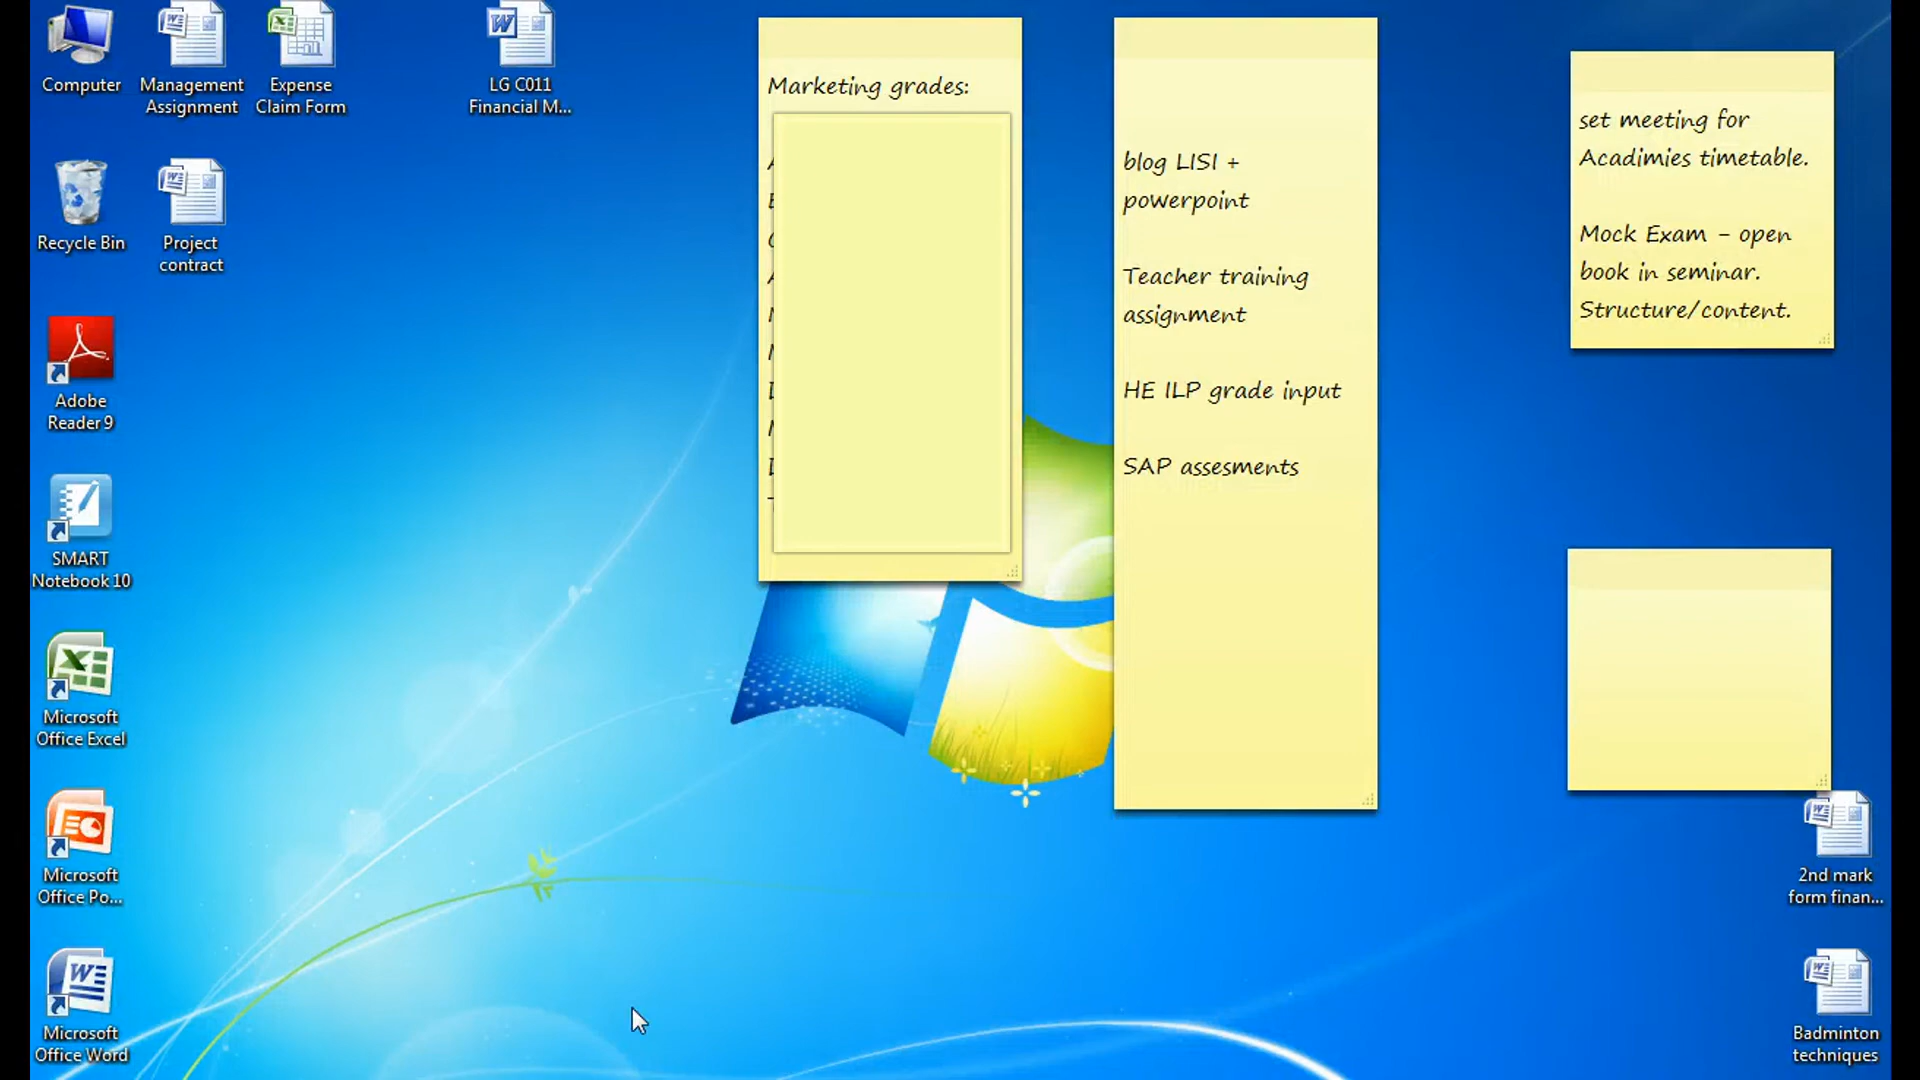 Computer
Management
Assignment
Expense
Claim Form
LG C011
Financial M...
Recycle Bin
Project
contract
Adobe
Reader 9
SMART
Notebook 10
Microsoft
Office Excel
Microsoft
Office Po...
Microsoft
Office Word
Marketing grades:
blog LISI +
powerpoint
Teacher training
assignment
HE ILP grade input
SAP assesments
set meeting for
Acadimies timetable.
Mock Exam - open
book in seminar.
Structure/content.
2nd mark
form finan...
Badminton
techniques